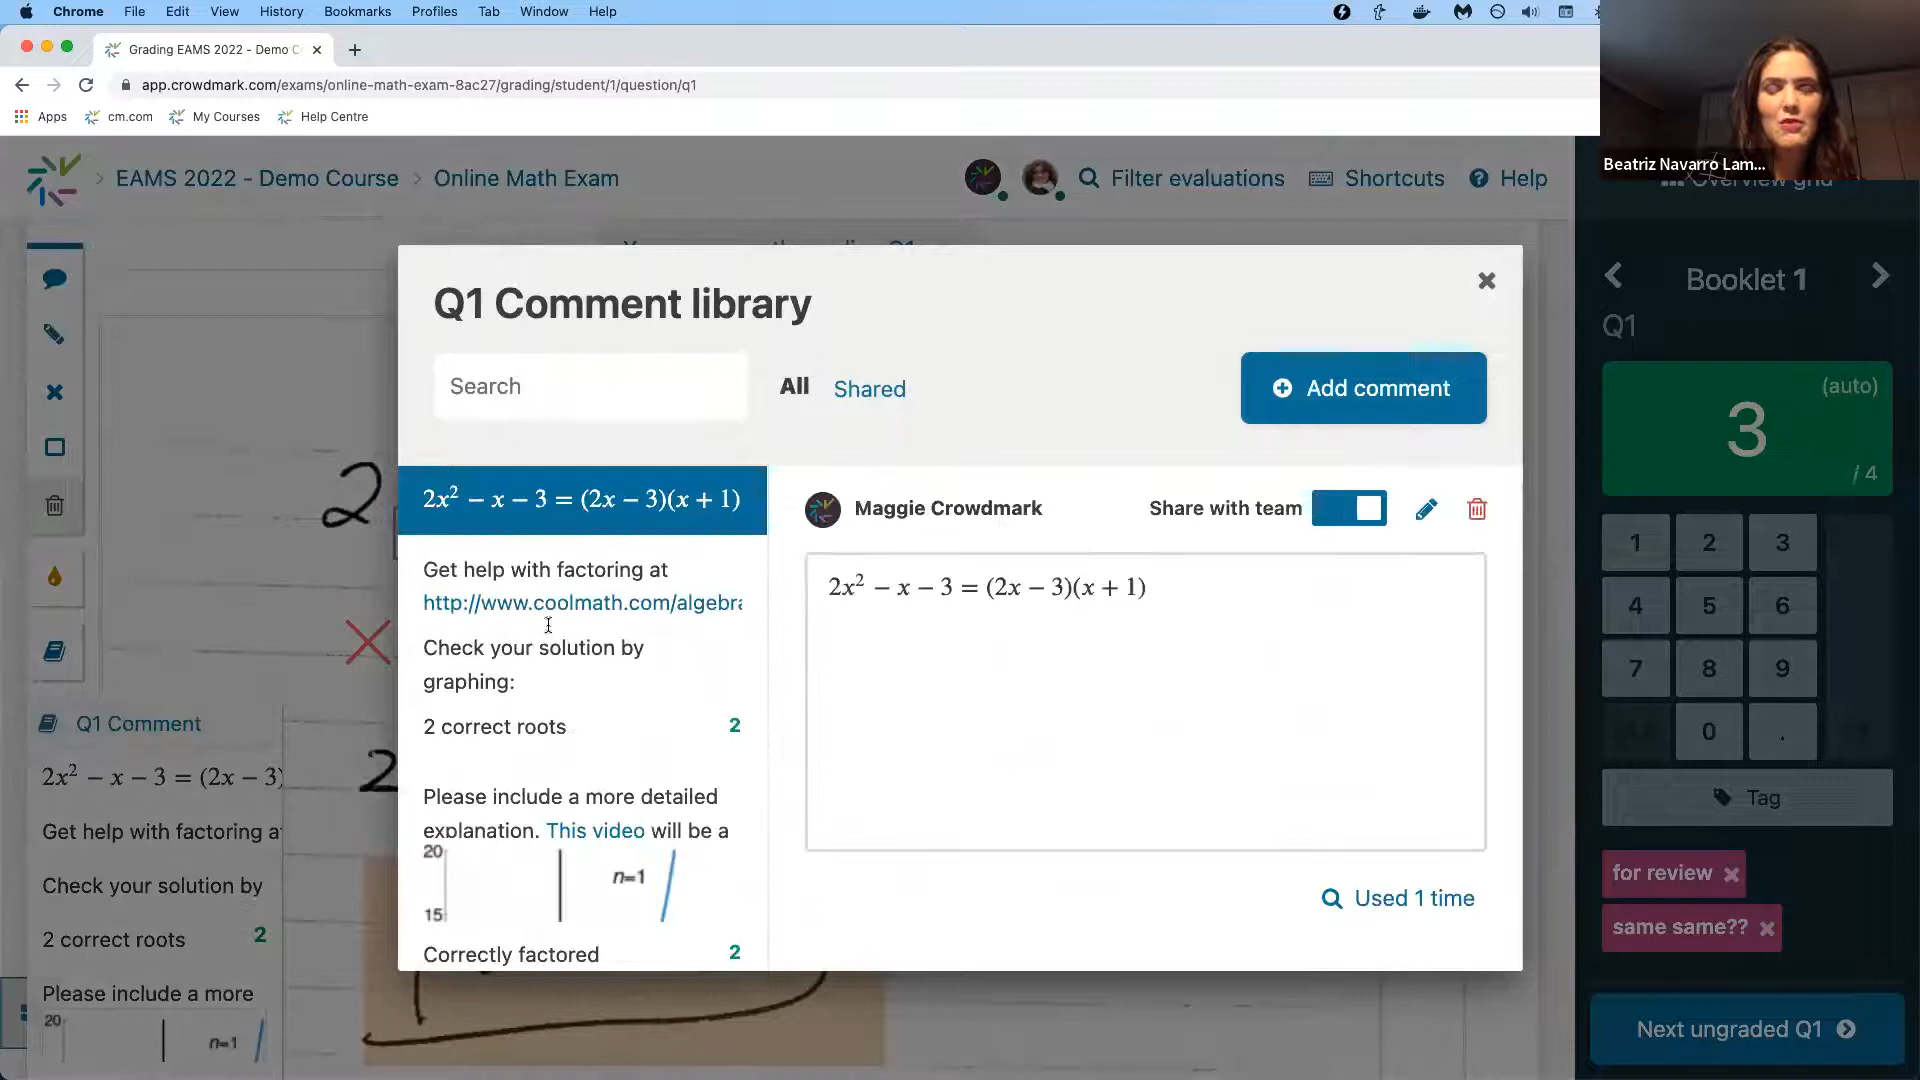 Chrome File Edit View History Bookmarks Profiles Tab Window Help
Grading EAMS 2022 - Demo C
app.crowdmark.com/exams/online-math-exam-8ac27/grading/student/1/question/q1
Apps cm.com My Courses Help Centre
Beatriz Navarro Lam...
EAMS 2022 - Demo Course > Online Math Exam Filter evaluations Shortcuts Help
Overview grid
Q1 Comment library
Search All Shared Add comment
2x² − x − 3 = (2x − 3)(x + 1)
Get help with factoring at
http://www.coolmath.com/algebra
Check your solution by
graphing:
2 correct roots 2
Please include a more detailed
explanation. This video will be a
20
n=1
15
Correctly factored 2
Maggie Crowdmark Share with team
2x² − x − 3 = (2x − 3)(x + 1)
Used 1 time
2
2
Q1 Comment
2x² − x − 3 = (2x − 3)
Get help with factoring a
Check your solution by
2 correct roots 2
Please include a more
20
n=1
Booklet 1
Q1
(auto)
3
/ 4
1 2 3
4 5 6
7 8 9
0 .
Tag
for review
same same??
Next ungraded Q1